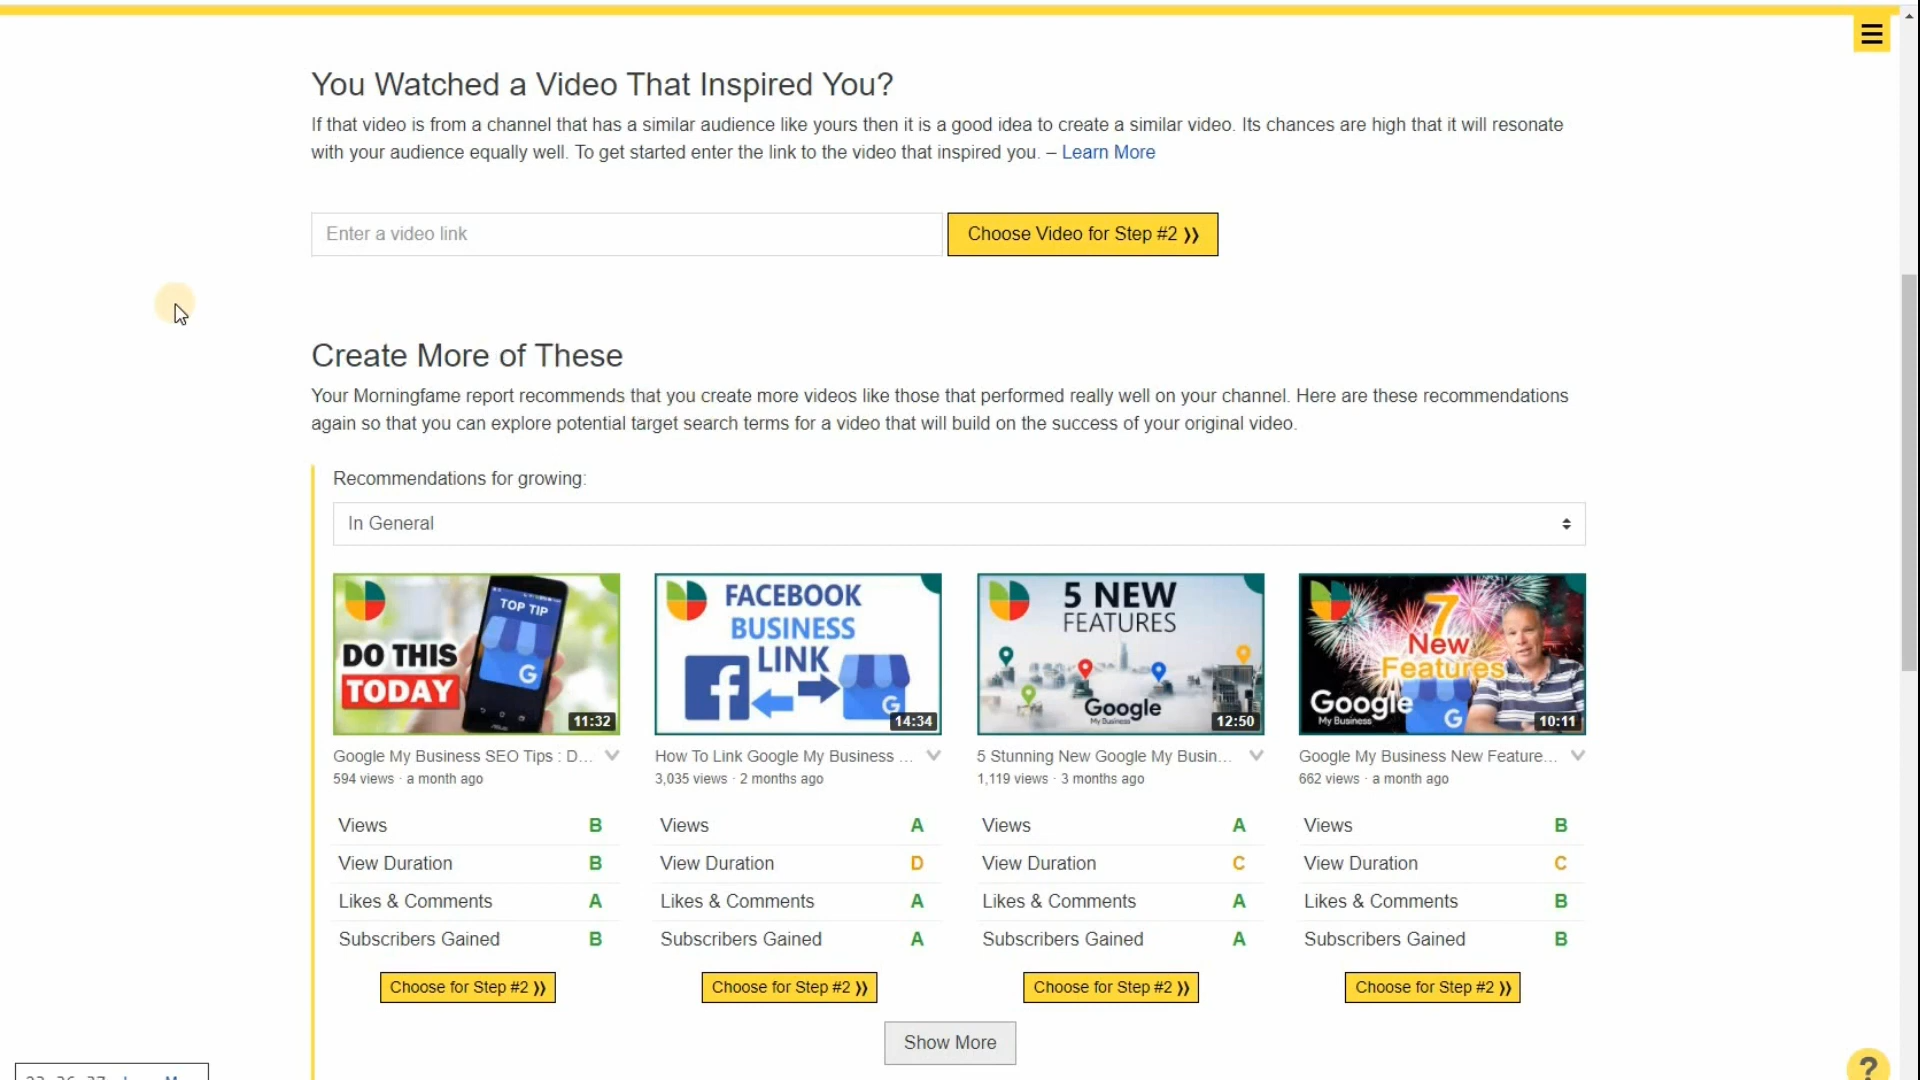 You Watched a Video That Inspired You?
If that video is from a channel that has a similar audience like yours then it is a good idea to create a similar video. Its chances are high that it will resonate
with your audience equally well. To get started enter the link to the video that inspired you. – Learn More
Enter a video link
Choose Video for Step #2 ❯❯
Create More of These
Your Morningfame report recommends that you create more videos like those that performed really well on your channel. Here are these recommendations
again so that you can explore potential target search terms for a video that will build on the success of your original video.
Recommendations for growing:
In General
TOP TIP
DO THIS
TODAY
G
11:32
FACEBOOK
BUSINESS
LINK
f
G
14:34
5 NEW
FEATURES
Google
My Business
12:50
7
New
Features
Google
My Business
G
10:11
Google My Business SEO Tips : D...
594 views · a month ago
How To Link Google My Business ...
3,035 views · 2 months ago
5 Stunning New Google My Busin...
1,119 views · 3 months ago
Google My Business New Feature...
662 views · a month ago
Views B
View Duration B
Likes & Comments A
Subscribers Gained B
Choose for Step #2 ❯❯
Views A
View Duration D
Likes & Comments A
Subscribers Gained A
Choose for Step #2 ❯❯
Views A
View Duration C
Likes & Comments A
Subscribers Gained A
Choose for Step #2 ❯❯
Views B
View Duration C
Likes & Comments B
Subscribers Gained B
Choose for Step #2 ❯❯
Show More
?